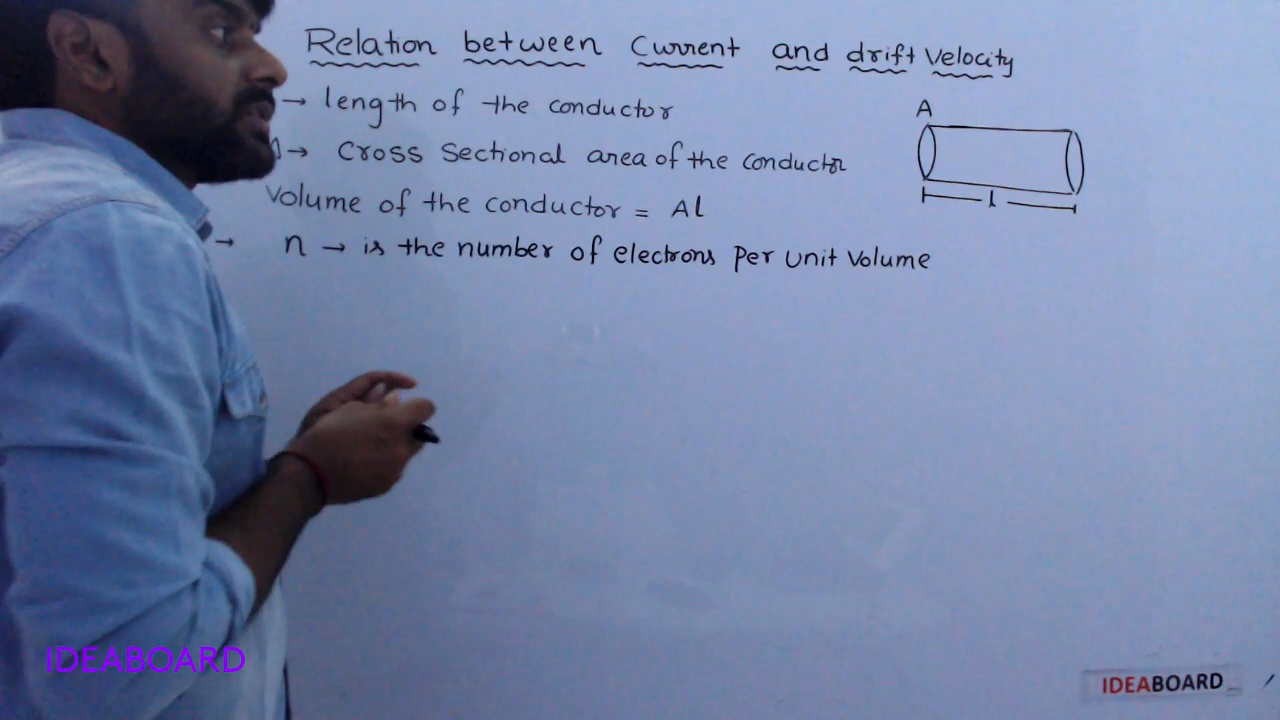 Relation between Current and drift Velocity
→ length of the conductor
→ Cross Sectional area of the conductor
Volume of the conductor = Al
→ n → is the number of electrons Per Unit Volume
A
l
IDEABOARD
IDEABOARD